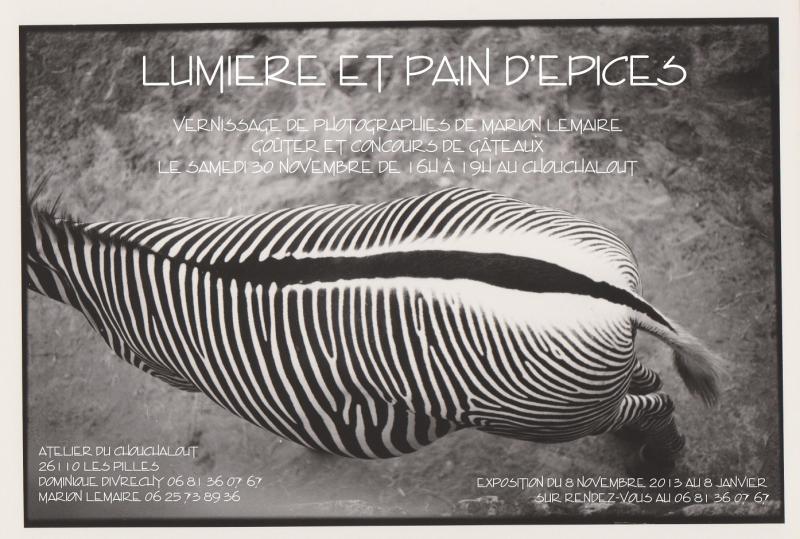 LUMIERE ET PAIN D'EPICES
VERNISSAGE DE PHOTOGRAPHIES DE MARION LEMAIRE
GOÛTER ET CONCOURS DE GÂTEAUX
LE SAMEDI 30 NOVEMBRE DE 16H À 19H AU CHOUCHALOUT
ATELIER DU CHOUCHALOUT
26110 LES PILLES
DOMINIQUE DIVRECHY 06 81 36 07 67
MARION LEMAIRE 06 25 73 89 36
EXPOSITION DU 8 NOVEMBRE 2013 AU 8 JANVIER
SUR RENDEZ-VOUS AU 06 81 36 07 67